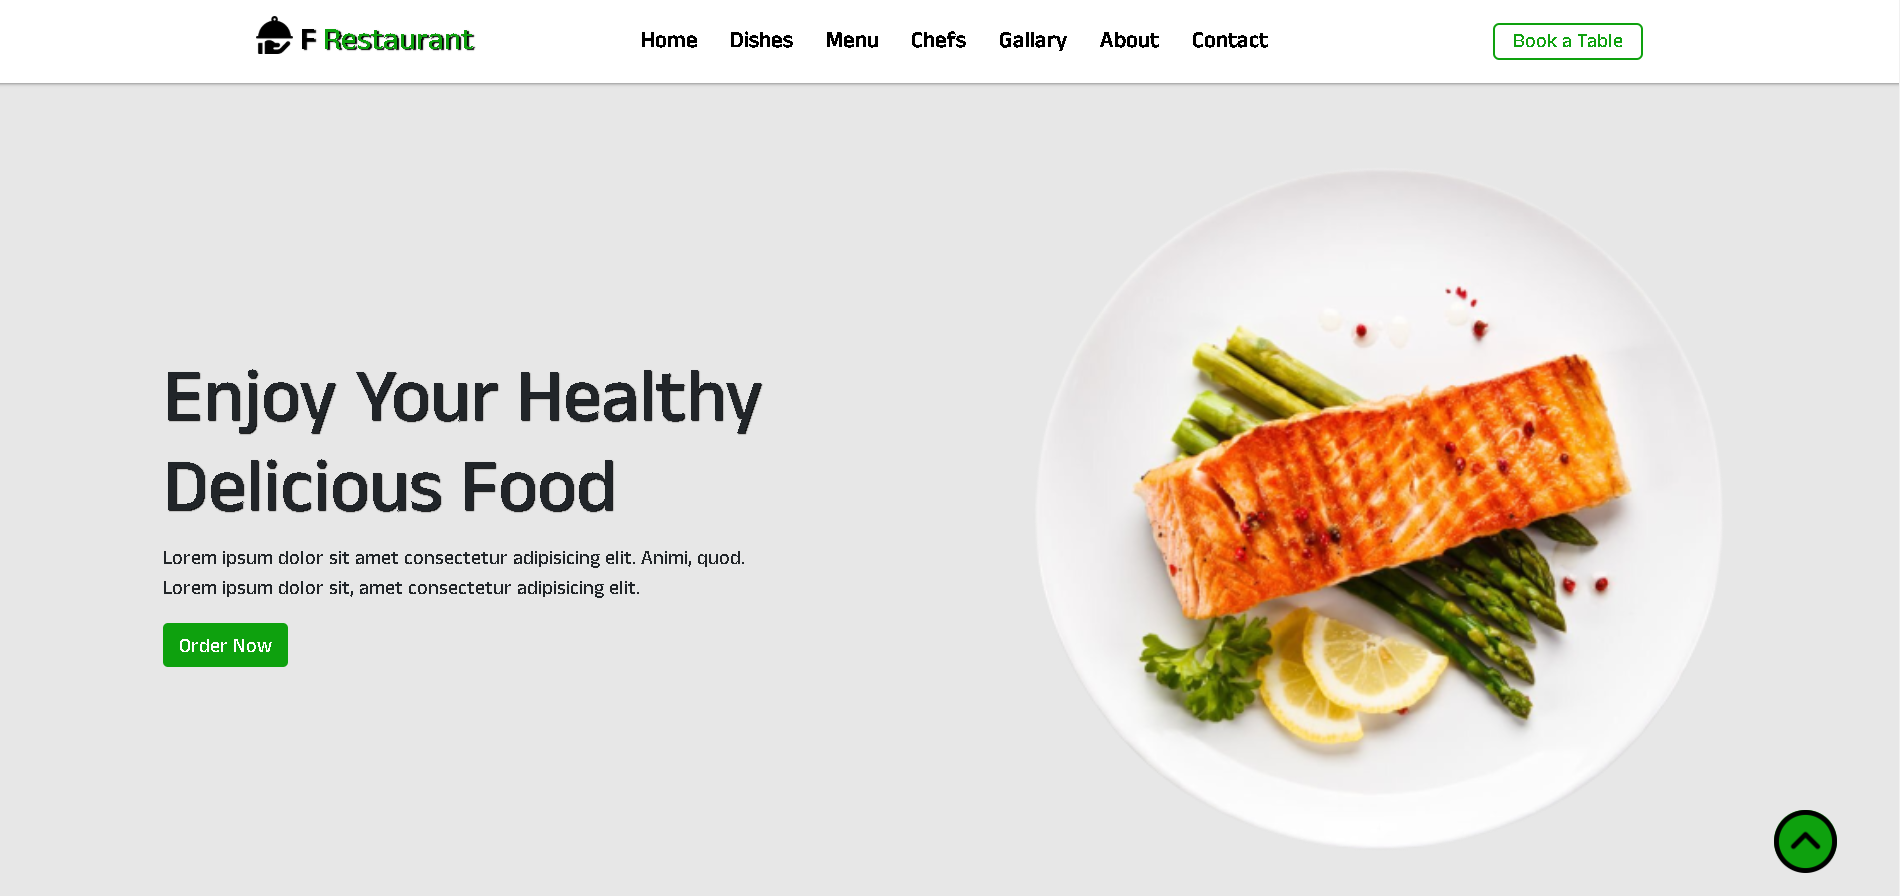 F Restaurant
Home Dishes Menu Chefs Gallary About Contact
Book a Table
Enjoy Your Healthy
Delicious Food
Lorem ipsum dolor sit amet consectetur adipisicing elit. Animi, quod.
Lorem ipsum dolor sit, amet consectetur adipisicing elit.
Order Now